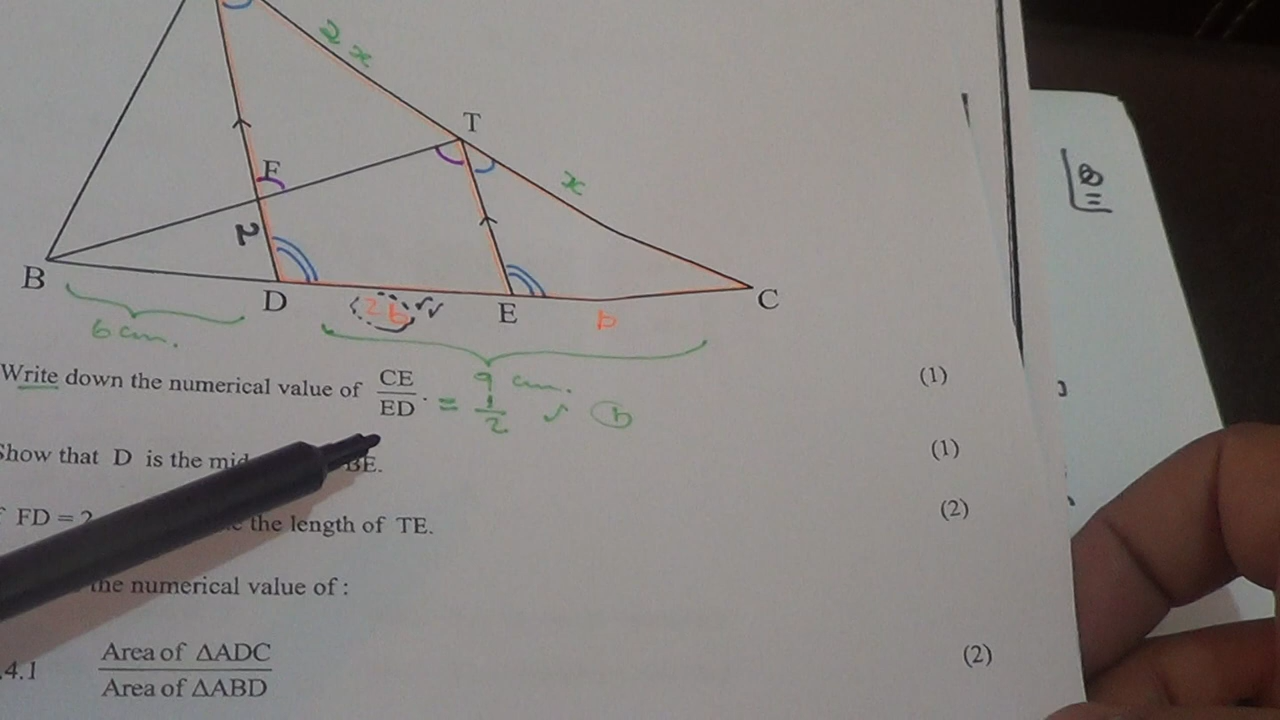 2x
T
F
x
2
B
D
2b
E
b
C
6 cm.
9 cm.
Write down the numerical value of CE/ED. = 1/2 ✓ b
(1)
Show that D is the BE.
(1)
FD = 2 the length of TE.
(2)
the numerical value of :
.4.1 Area of ΔADC
Area of ΔABD
(2)